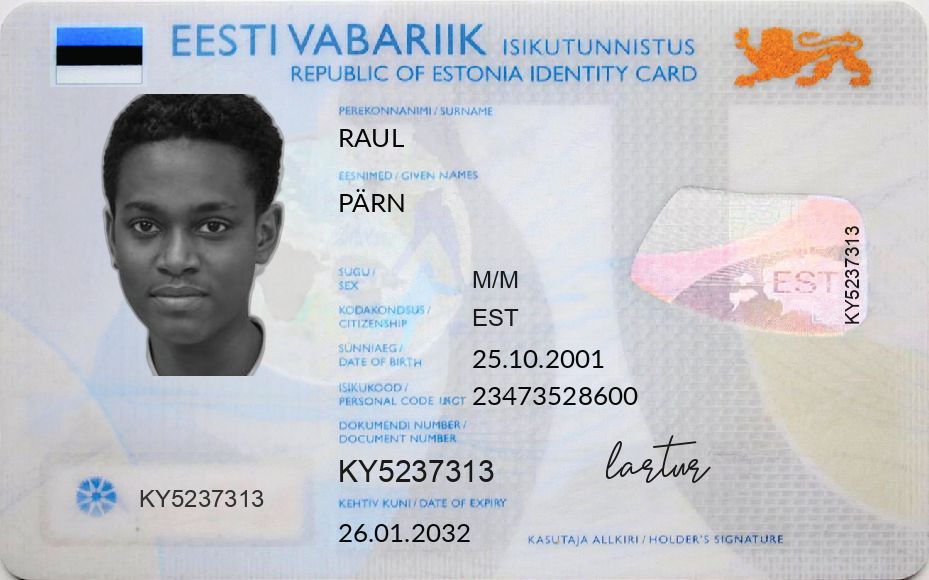 EESTI VABARIIK ISIKUTUNNISTUS
REPUBLIC OF ESTONIA IDENTITY CARD
PEREKONNANIMI / SURNAME
RAUL
EESNIMED / GIVEN NAMES
PÄRN
SUGU /
SEX
M/M
KODAKONDSUS /
CITIZENSHIP
EST
SÜNNIAEG /
DATE OF BIRTH
25.10.2001
ISIKUKOOD /
PERSONAL CODE
23473528600
DOKUMENDI NUMBER /
DOCUMENT NUMBER
KY5237313
KEHTIV KUNI / DATE OF EXPIRY
26.01.2032
KY5237313
EST
KY5237313
lartur
KASUTAJA ALLKIRI / HOLDER'S SIGNATURE